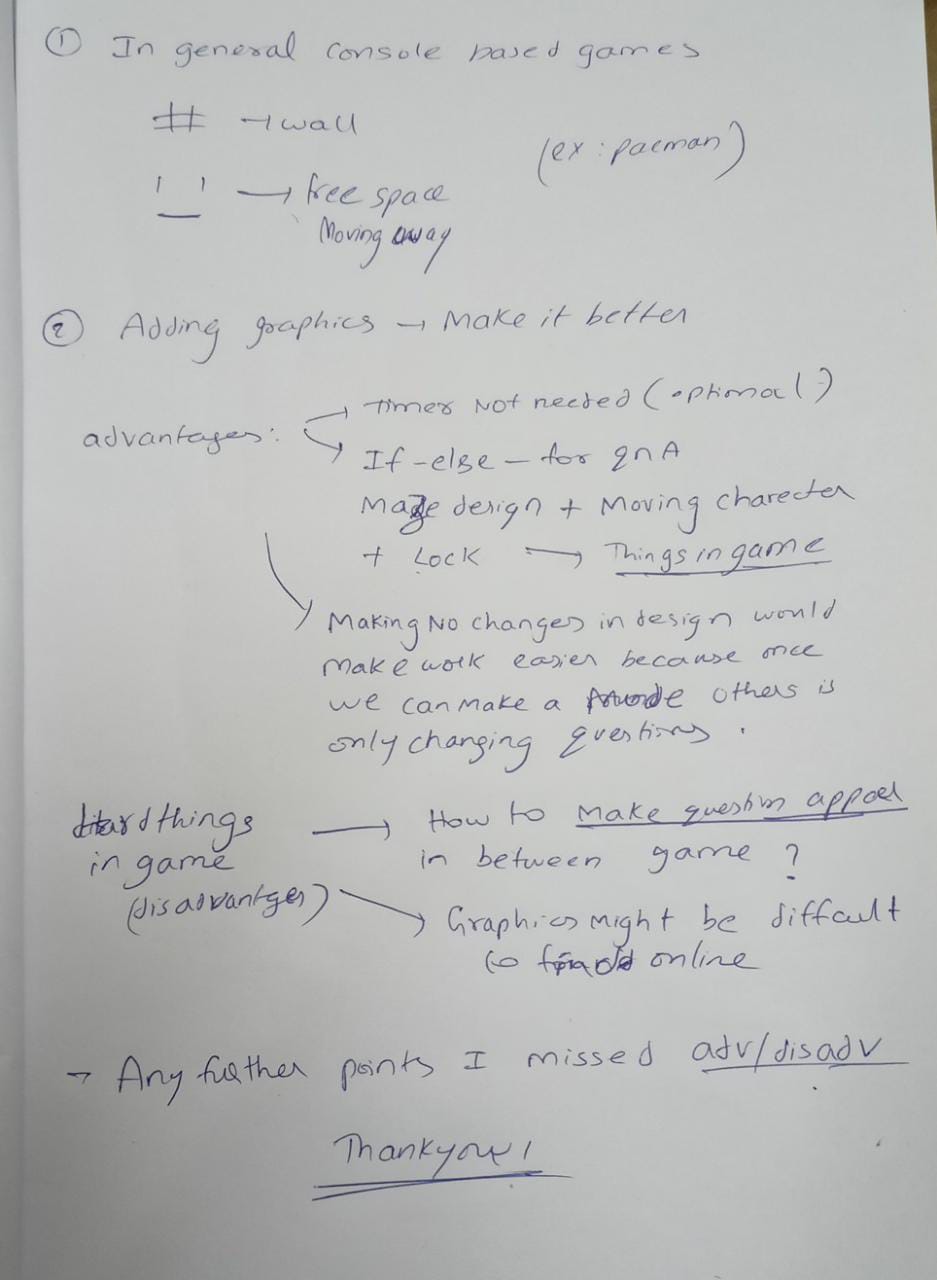 ① In general console based games
# → wall
(ex : pacman)
' _ ' → free space
Moving away
② Adding graphics → Make it better
advantages :
→ Timer Not needed (optional)
→ If-else – for QnA
Maze design + Moving charecter
+ Lock → Things in game
Making No changes in design would
make work easier because once
we can make a others is
only changing questions .
Hard things → How to make question appear
in game in between game ?
(disadvantges) → Graphics might be diffcult
to find online
→ Any further points I missed adv/disadv
Thankyou!